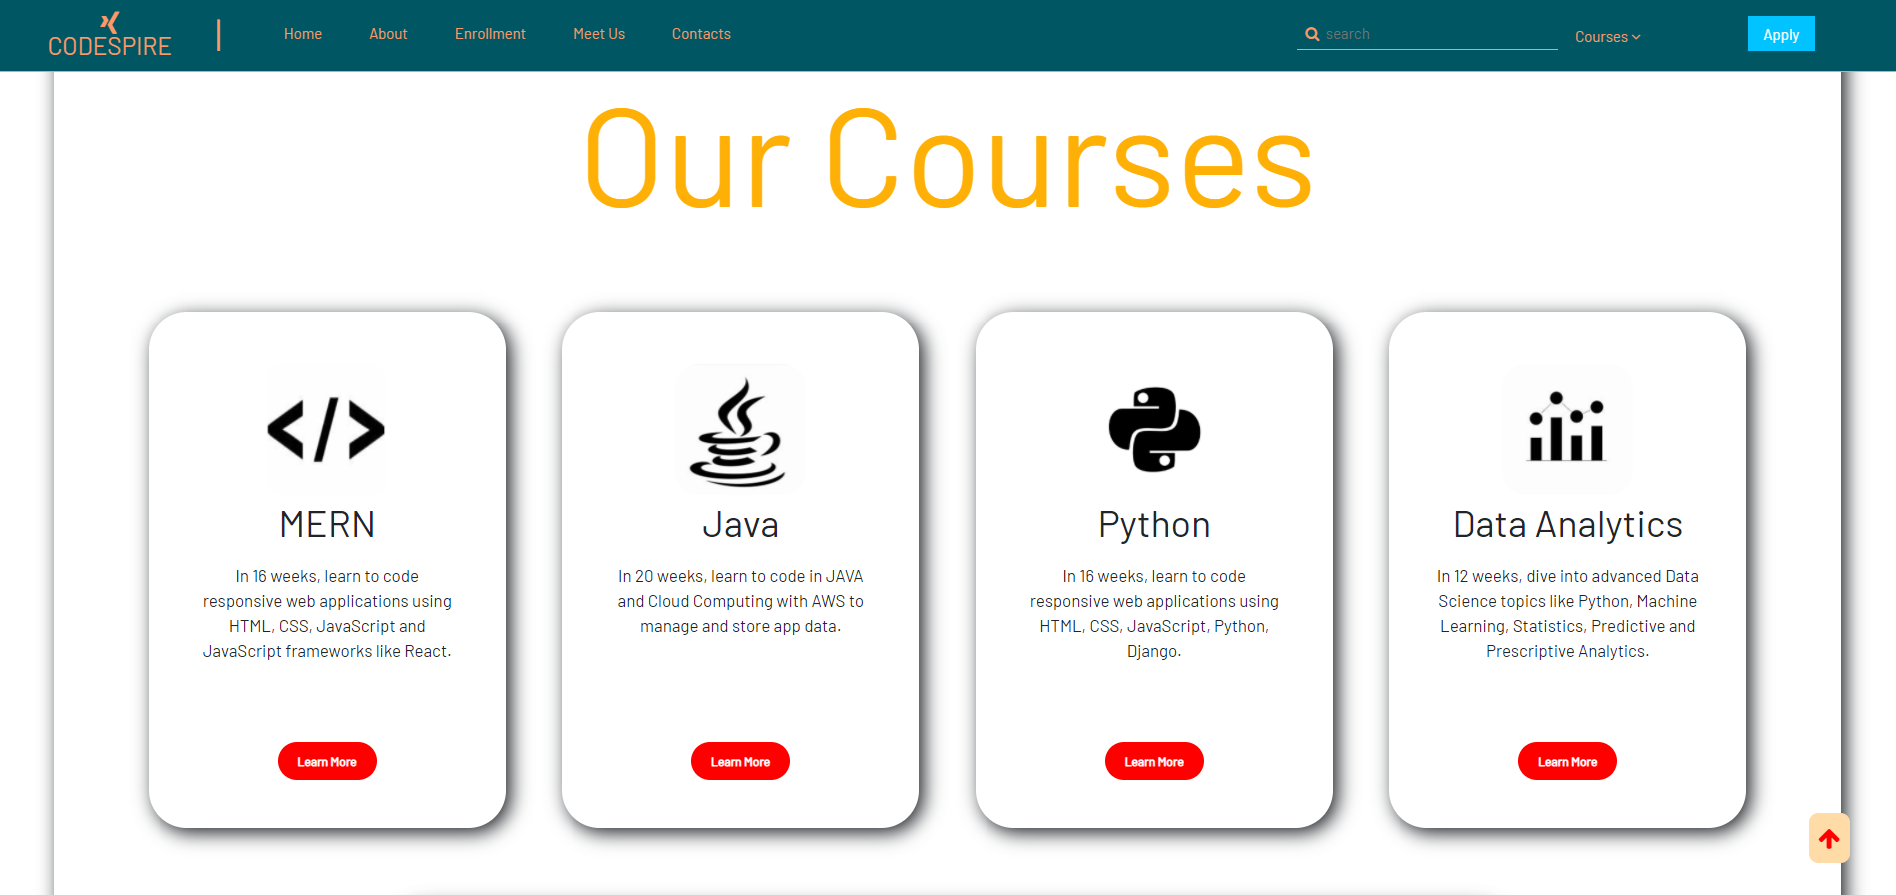 CODESPIRE
Home About Enrollment Meet Us Contacts
search
Courses
Apply
Our Courses
MERN
In 16 weeks, learn to code
responsive web applications using
HTML, CSS, JavaScript and
JavaScript frameworks like React.
Learn More
Java
In 20 weeks, learn to code in JAVA
and Cloud Computing with AWS to
manage and store app data.
Learn More
Python
In 16 weeks, learn to code
responsive web applications using
HTML, CSS, JavaScript, Python,
Django.
Learn More
Data Analytics
In 12 weeks, dive into advanced Data
Science topics like Python, Machine
Learning, Statistics, Predictive and
Prescriptive Analytics.
Learn More